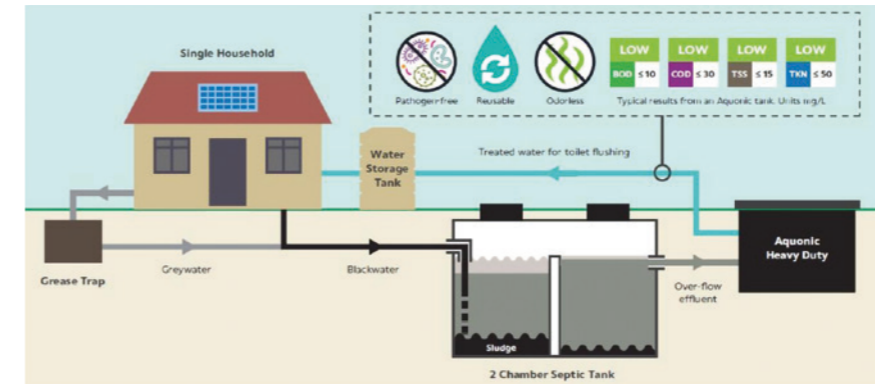 Single Household
LOW LOW LOW LOW
BOD ≤ 10 COD ≤ 30 TSS ≤ 15 TKN ≤ 50
Pathogen-free Reusable Odorless Typical results from an Aquonic tank. Units mg/L
Water
Storage
Tank
Treated water for toilet flushing
Aquonic
Heavy Duty
Grease Trap
Greywater
Blackwater
Over-flow
effluent
Sludge
2 Chamber Septic Tank